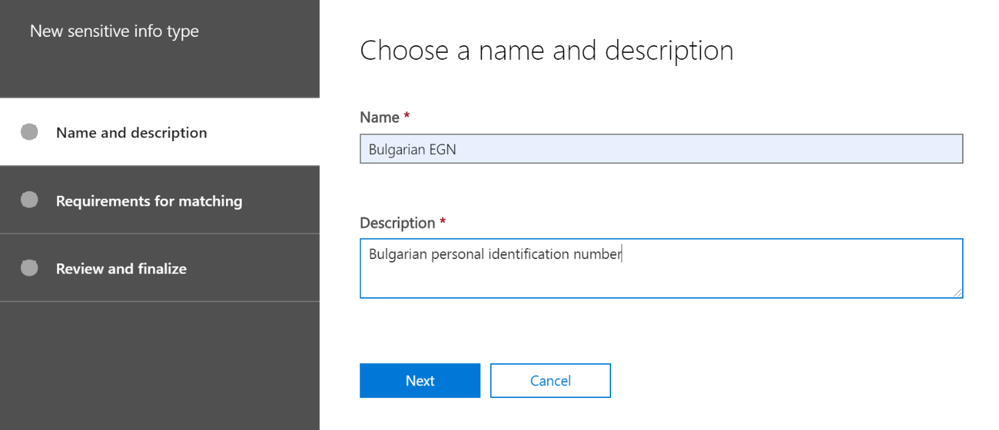 New sensitive info type
Name and description
Requirements for matching
Review and finalize
Choose a name and description
Name *
Bulgarian EGN
Description *
Bulgarian personal identification number
Next
Cancel